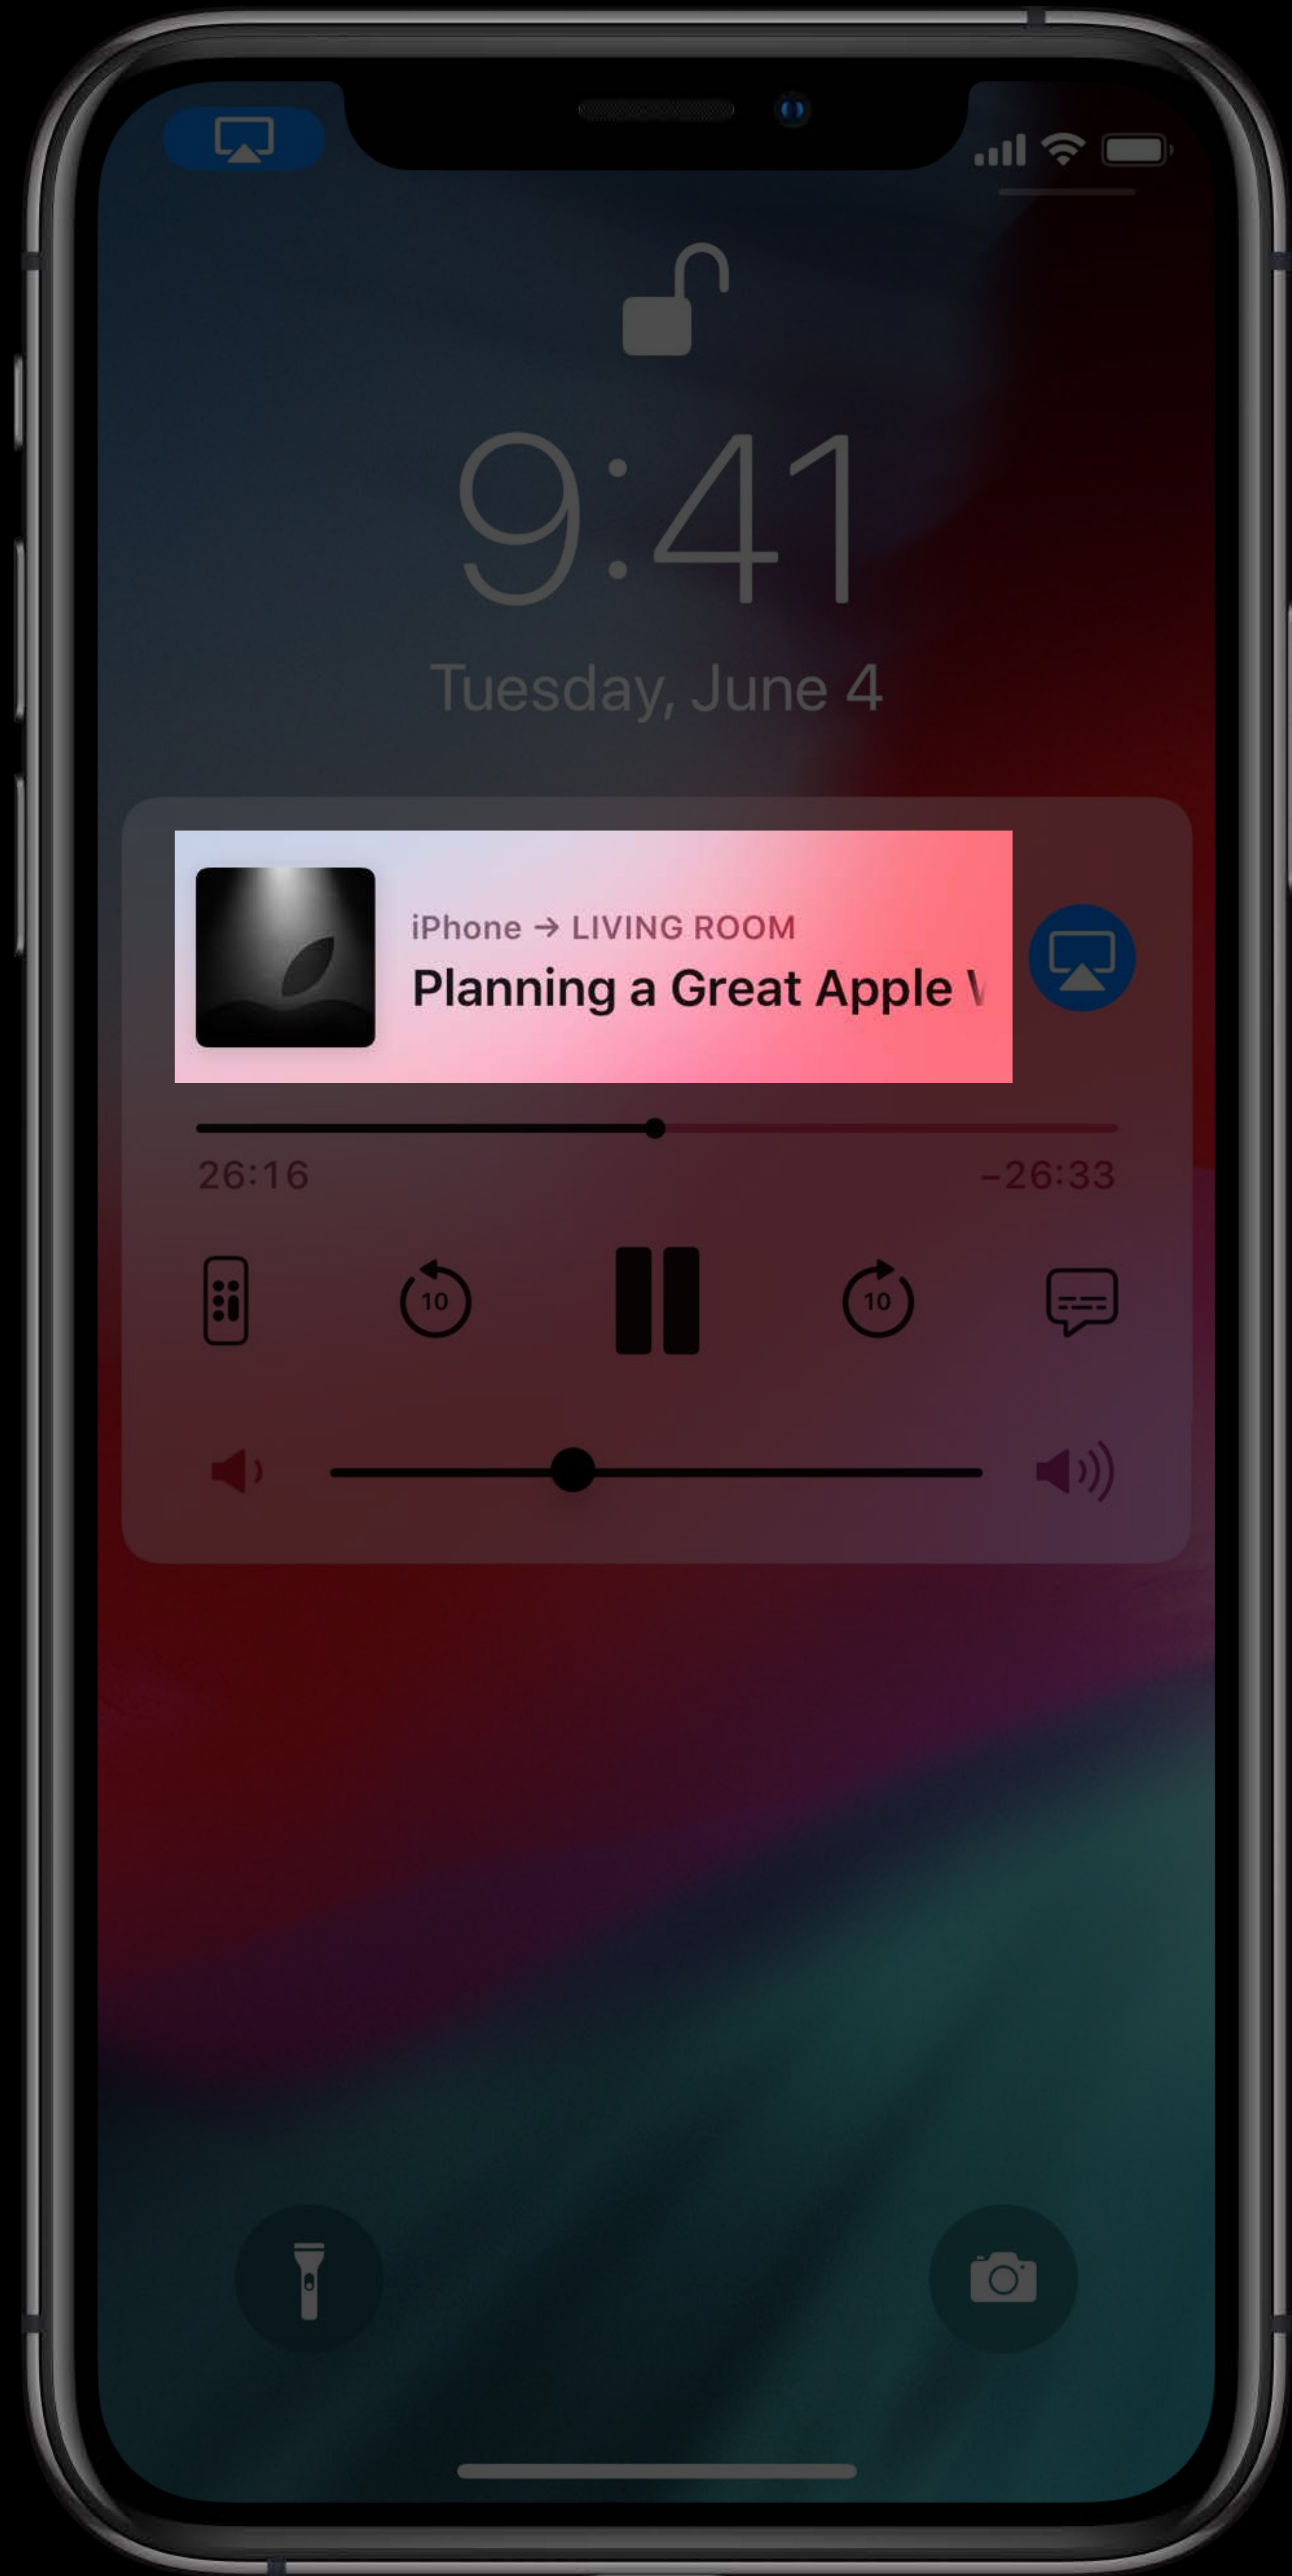 9:41
Tuesday, June 4
iPhone → LIVING ROOM
Planning a Great Apple
26:16
–26:33
10
10